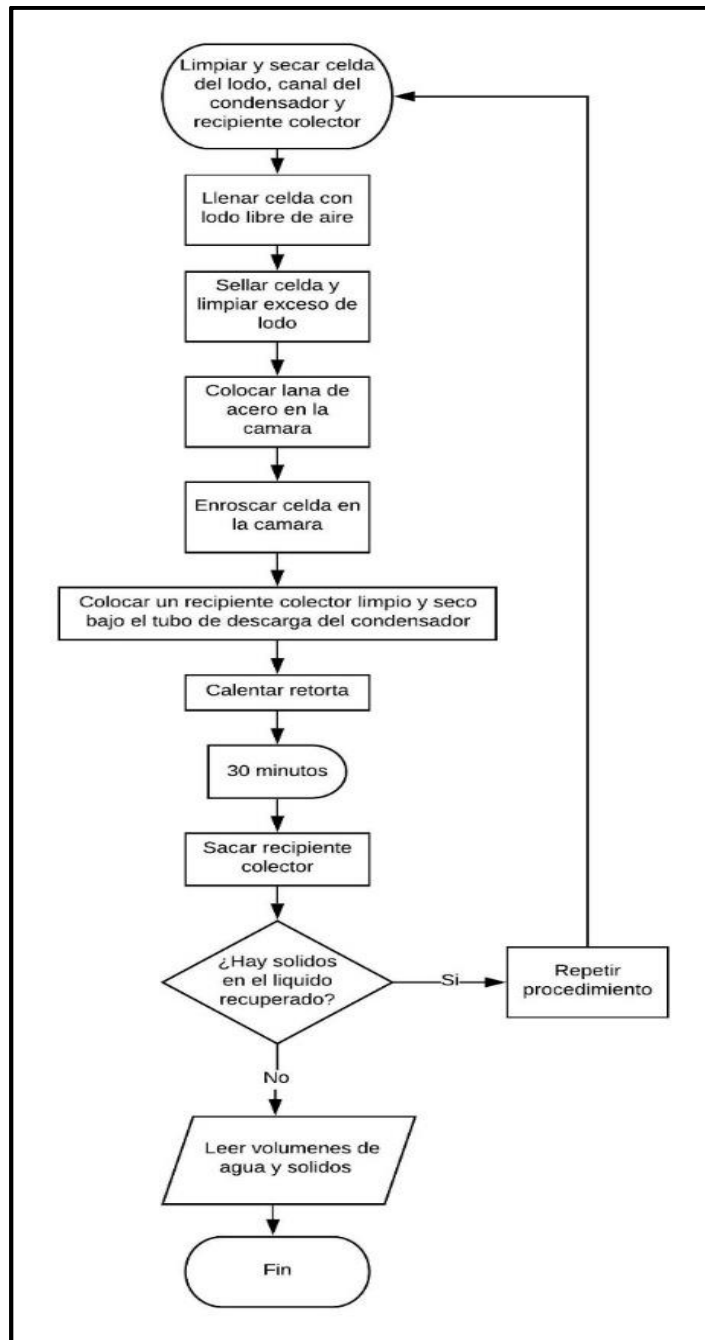 Limpiar y secar celda
del lodo, canal del
condensador y
recipiente colector
Llenar celda con
lodo libre de aire
Sellar celda y
limpiar exceso de
lodo
Colocar lana de
acero en la
camara
Enroscar celda en
la camara
Colocar un recipiente colector limpio y seco
bajo el tubo de descarga del condensador
Calentar retorta
30 minutos
Sacar recipiente
colector
¿Hay solidos
en el liquido
recuperado?
Si
Repetir
procedimiento
No
Leer volumenes de
agua y solidos
Fin